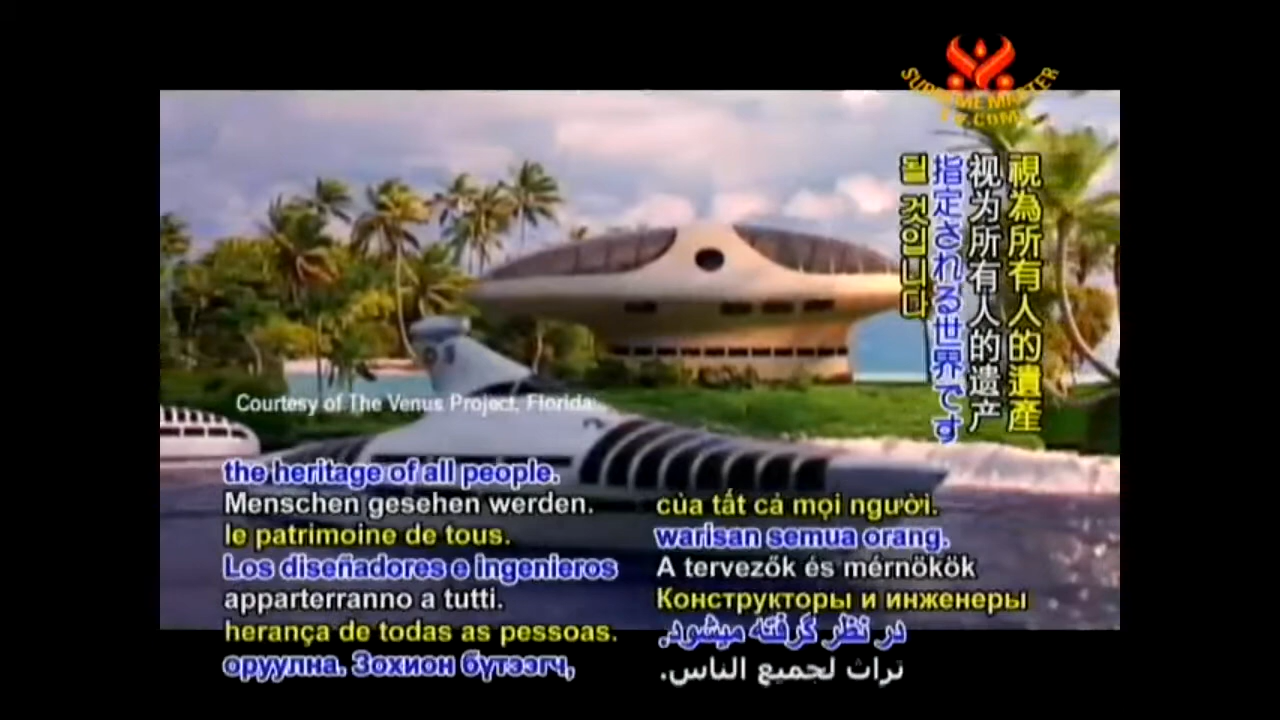 SUPREME MASTER
TV.COM
視為所有人的遺產
视为所有人的遗产
指定される世界です
될 것입니다
Courtesy of The Venus Project, Florida
the heritage of all people.
Menschen gesehen werden.
le patrimoine de tous.
Los diseñadores e ingenieros
apparterranno a tutti.
herança de todas as pessoas.
оруулна. Зохион бүтээгч,
của tất cả mọi người.
warisan semua orang.
A tervezők és mérnökök
Конструкторы и инженеры
در نظر گرفته میشود.
تراث لجميع الناس.